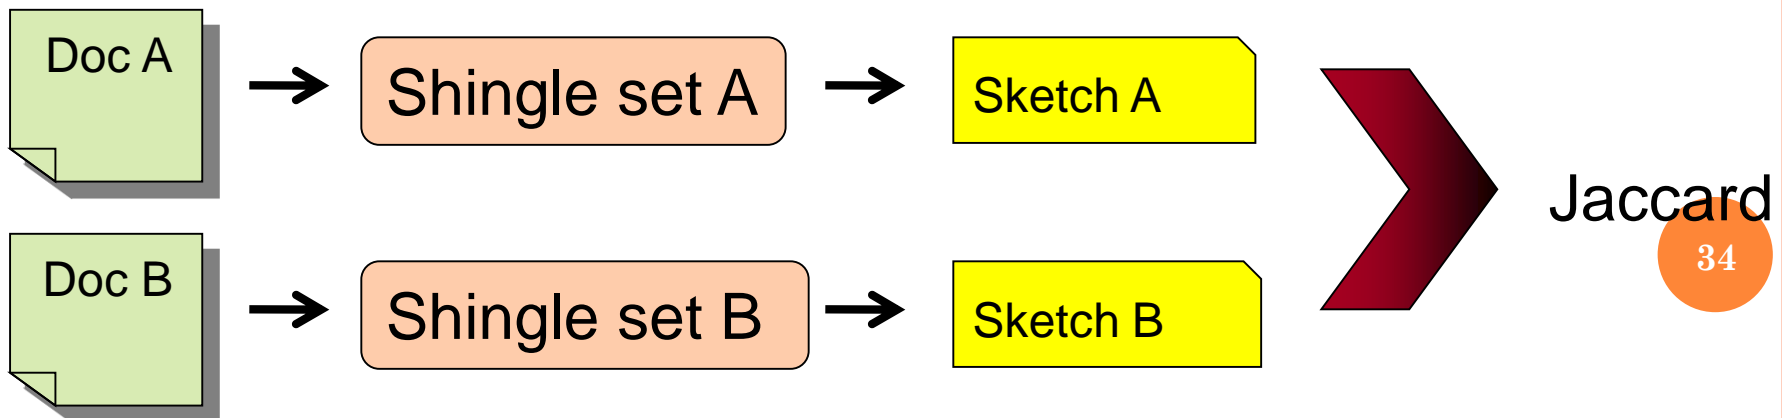 Doc A
Shingle set A
Sketch A
Jaccard
34
Doc B
Shingle set B
Sketch B